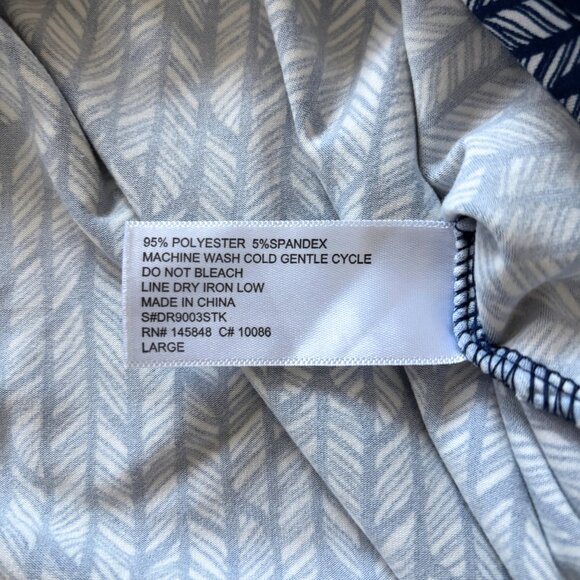 95% POLYESTER 5%SPANDEX
MACHINE WASH COLD GENTLE CYCLE
DO NOT BLEACH
LINE DRY IRON LOW
MADE IN CHINA
S#DR9003STK
RN# 145848 C# 10086
LARGE